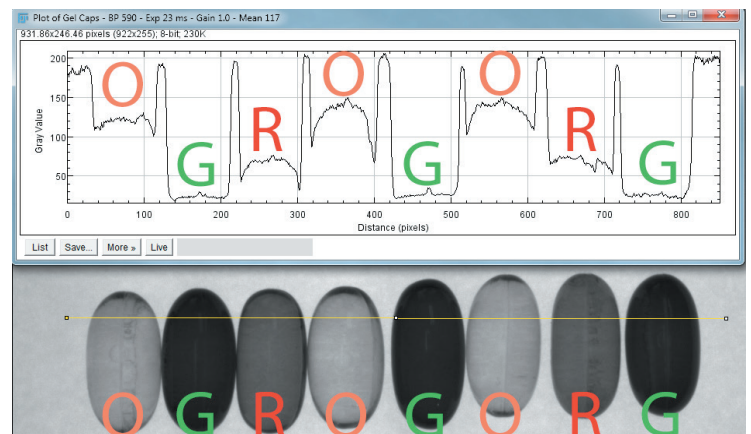 Plot of Gel Caps - BP 590 - Exp 23 ms - Gain 1.0 - Mean 117
931.86x246.46 pixels (922x255); 8-bit; 230K
O G R O G O R G
Gray Value
200
150
100
50
0 100 200 300 400 500 600 700 800
Distance (pixels)
List Save... More » Live
O G R O G O R G